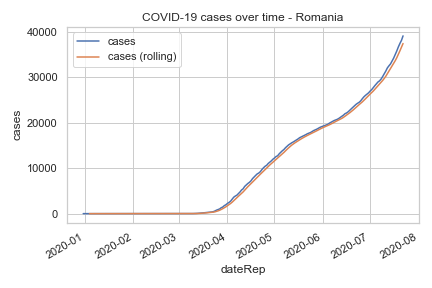 COVID-19 cases over time - Romania
cases
cases (rolling)
40000
30000
20000
10000
0
cases
2020-01
2020-02
2020-03
2020-04
2020-05
2020-06
2020-07
2020-08
dateRep